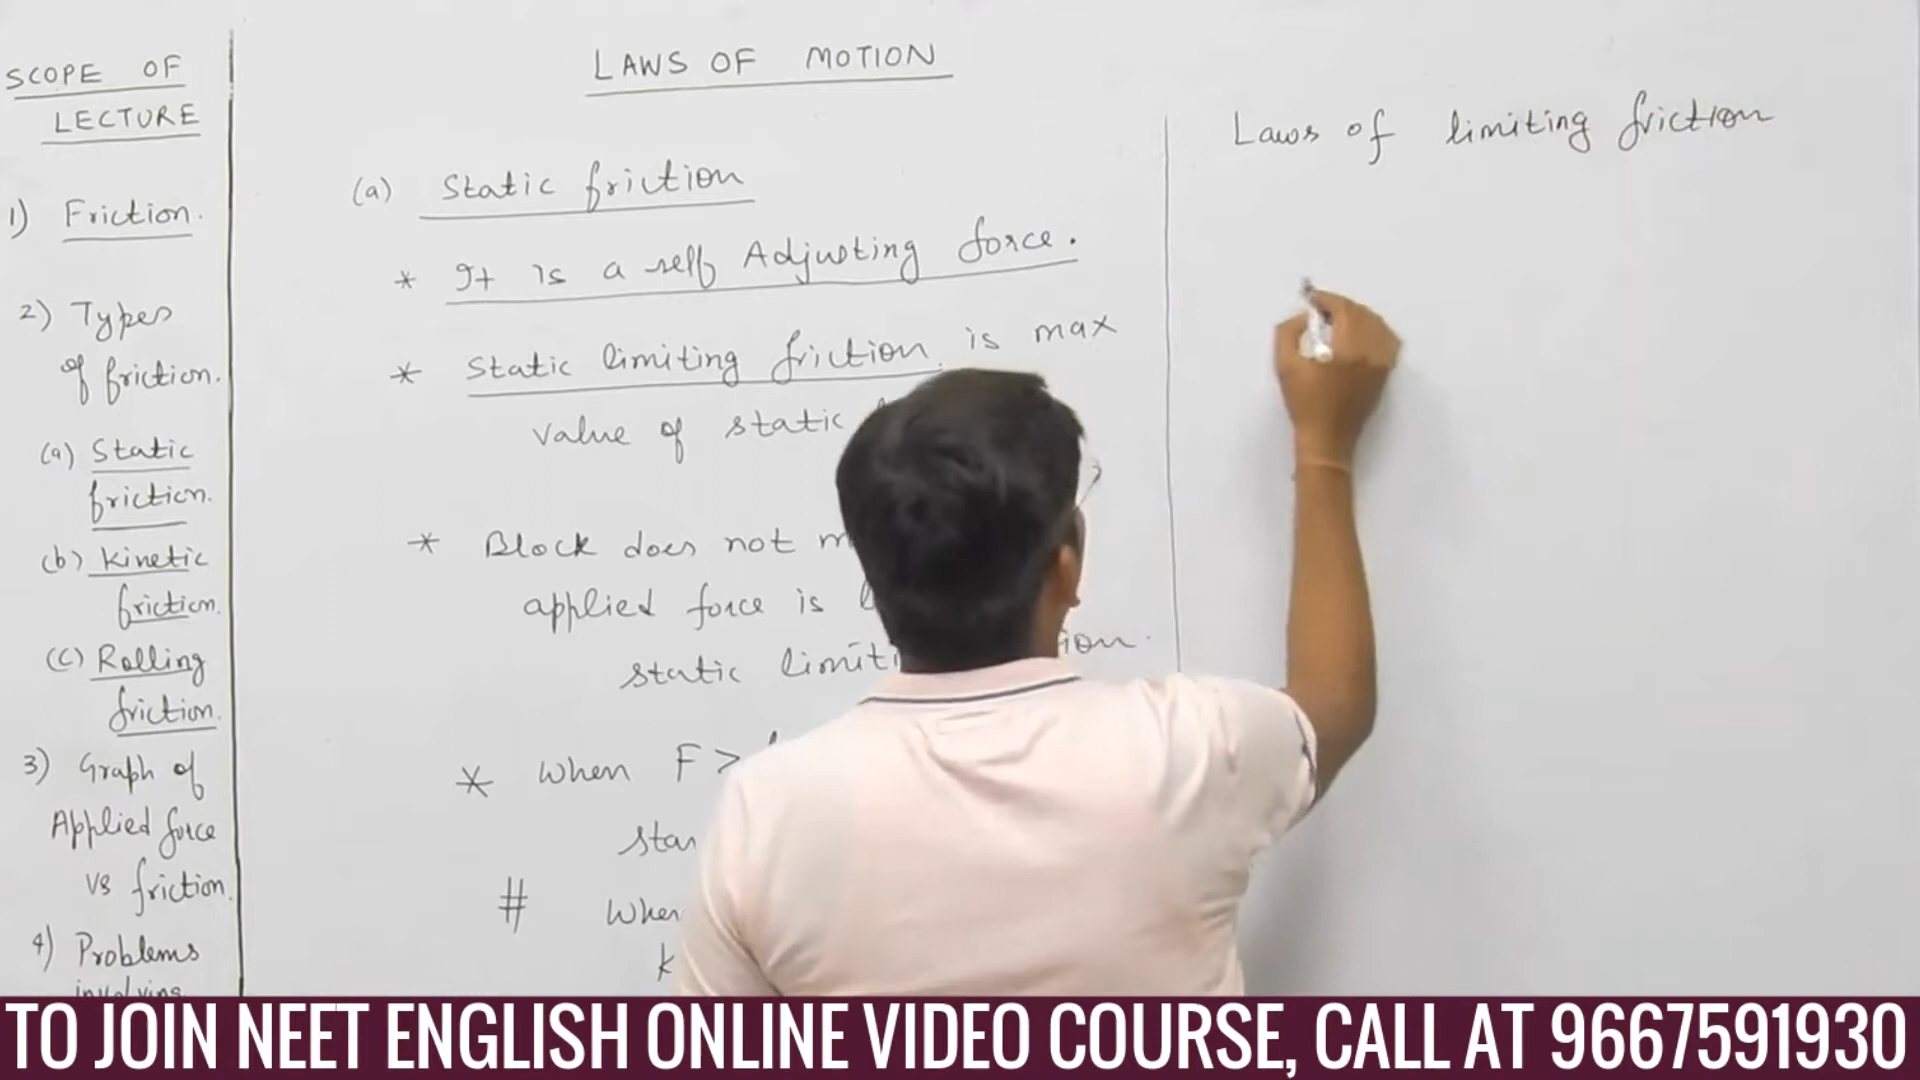 SCOPE OF
LECTURE
1) Friction.
2) Types
of friction.
(a) Static
friction.
(b) Kinetic
friction.
(c) Rolling
friction.
3) Graph of
Applied force
vs friction.
4) Problems
involving
LAWS OF MOTION
(a) Static friction
* It is a self Adjusting force.
* Static limiting friction is max
value of static
* Block does not
applied force is
static
* When F >
# When
k
Laws of limiting friction
TO JOIN NEET ENGLISH ONLINE VIDEO COURSE, CALL AT 9667591930